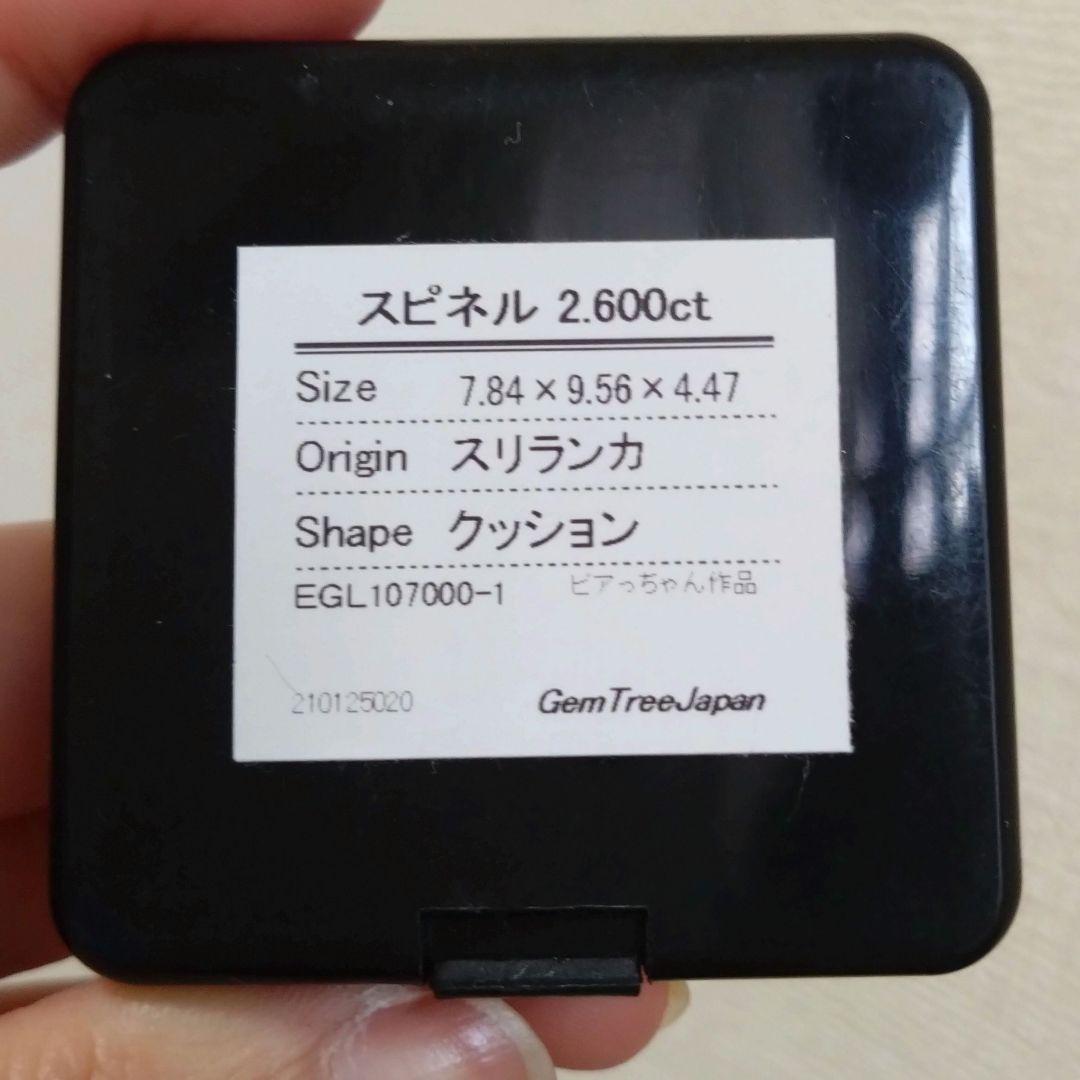 スピネル 2.600ct
Size 7.84×9.56×4.47
Origin スリランカ
Shape クッション
EGL107000-1 ピアっちゃん作品
210125020 GemTreeJapan